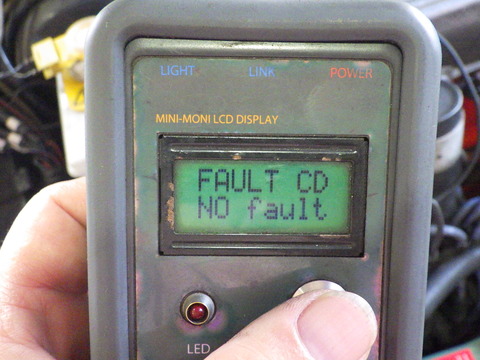 LIGHT LINK POWER
MINI-MONI LCD DISPLAY
FAULT CD
NO fault
LED